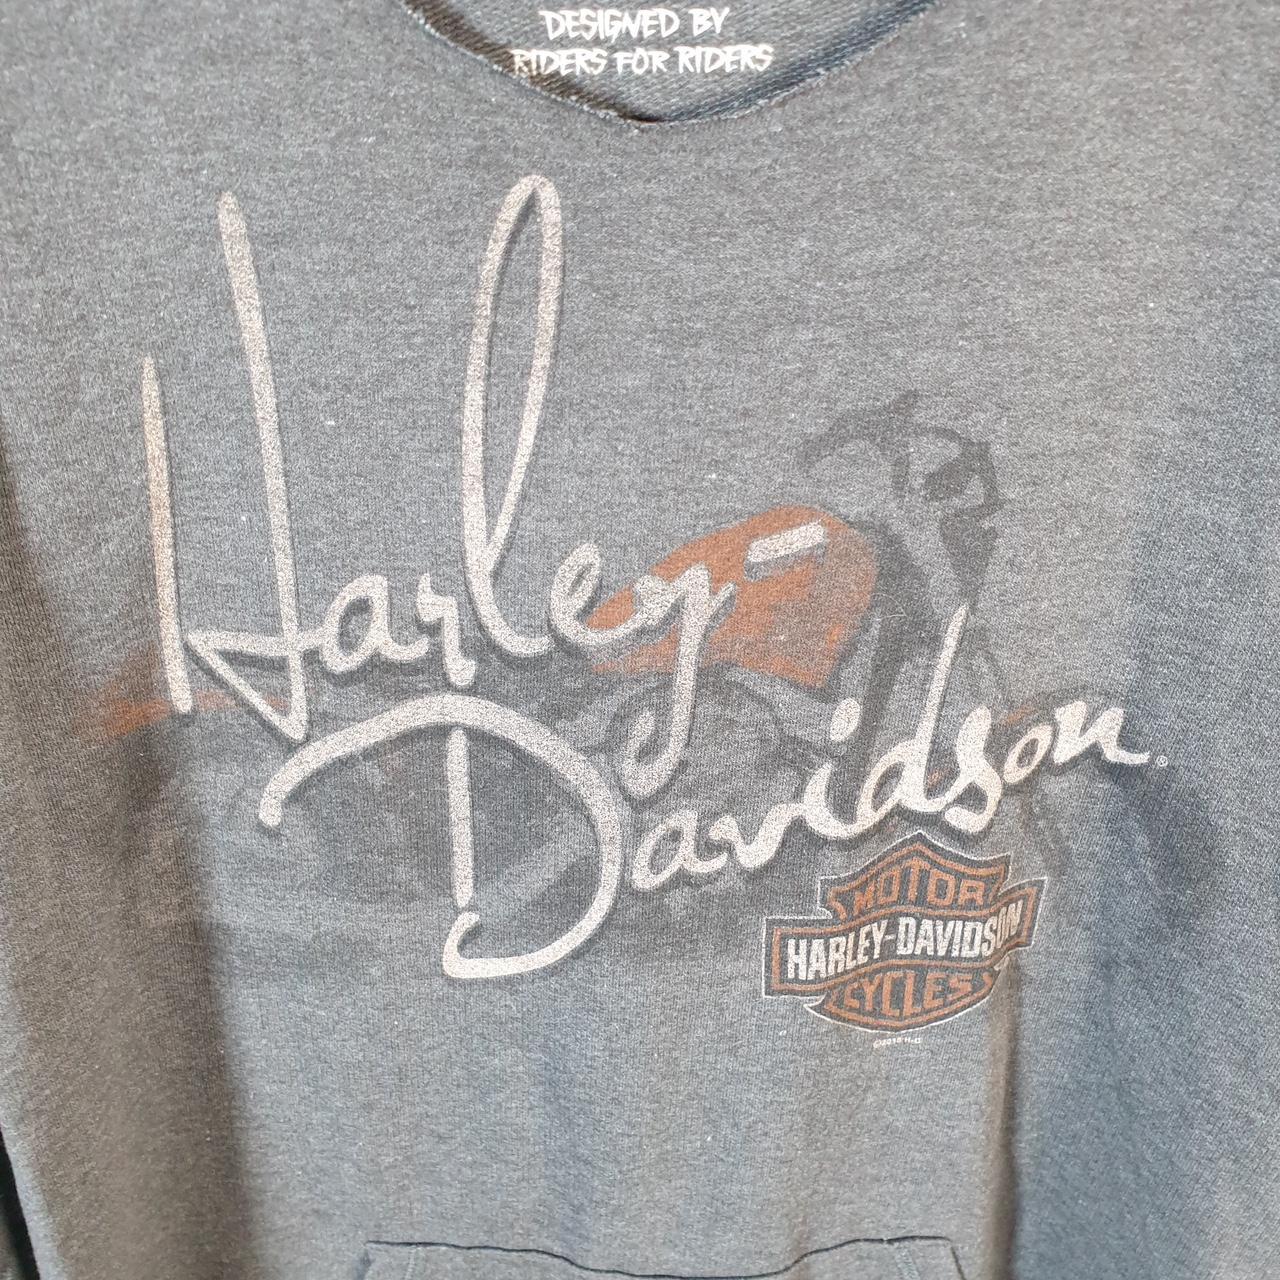 DESIGNED BY
RIDERS FOR RIDERS
Harley-
Davidson®
MOTOR
HARLEY-DAVIDSON
CYCLES